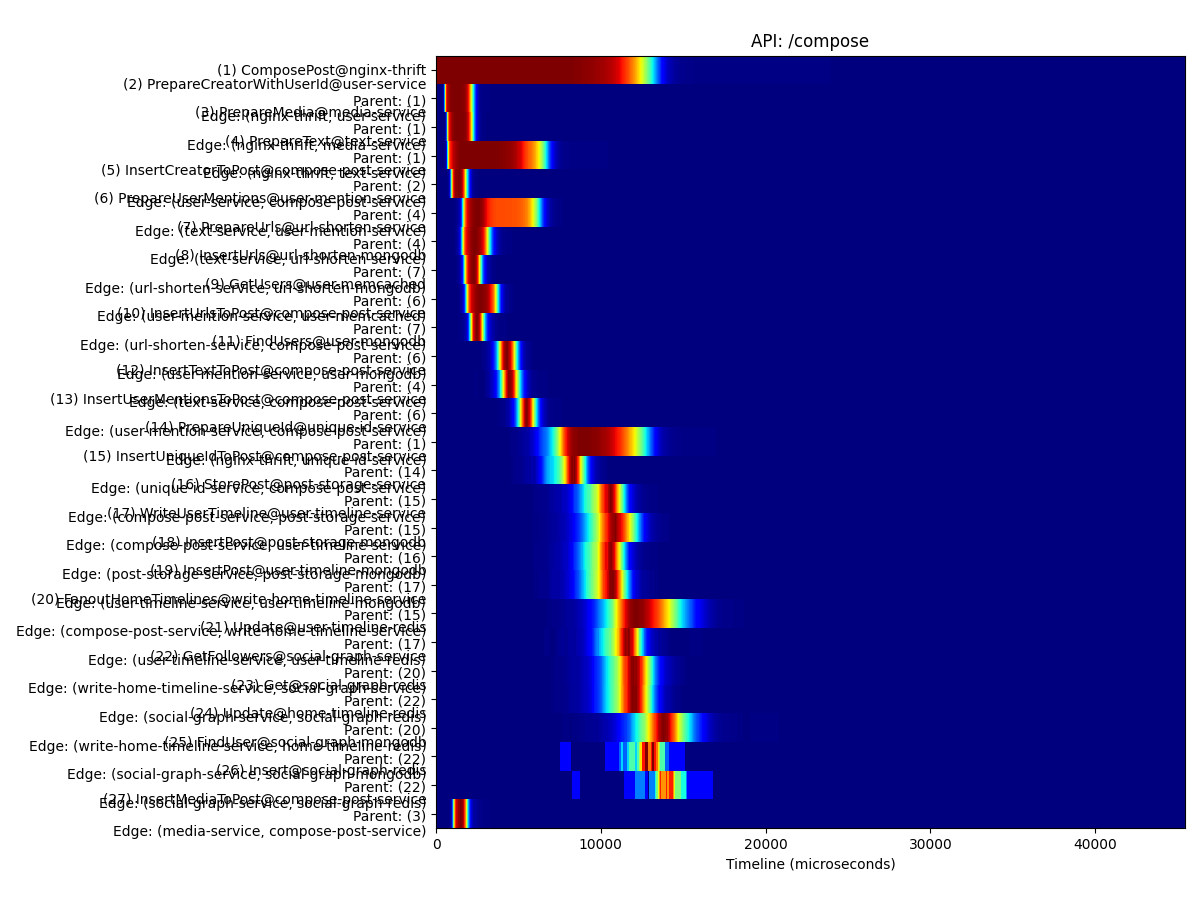 API: /compose
(1) ComposePost@nginx-thrift
(2) PrepareCreatorWithUserId@user-service
Parent: (1)
Edge: (nginx-thrift, user-service)
(3) PrepareMedia@media-service
Parent: (1)
Edge: (nginx-thrift, media-service)
(4) PrepareText@text-service
Parent: (1)
Edge: (nginx-thrift, text-service)
(5) InsertCreatorToPost@compose-post-service
Parent: (2)
Edge: (user-service, compose-post-service)
(6) PrepareUserMentions@user-mention-service
Parent: (4)
Edge: (text-service, user-mention-service)
(7) PrepareUrls@url-shorten-service
Parent: (4)
Edge: (text-service, url-shorten-service)
(8) InsertUrls@url-shorten-mongodb
Parent: (7)
Edge: (url-shorten-service, url-shorten-mongodb)
(9) GetUsers@user-memcached
Parent: (6)
Edge: (user-mention-service, user-memcached)
(10) InsertUrlsToPost@compose-post-service
Parent: (7)
Edge: (url-shorten-service, compose-post-service)
(11) FindUsers@user-mongodb
Parent: (6)
Edge: (user-mention-service, user-mongodb)
(12) InsertTextToPost@compose-post-service
Parent: (4)
Edge: (text-service, compose-post-service)
(13) InsertUserMentionsToPost@compose-post-service
Parent: (6)
Edge: (user-mention-service, compose-post-service)
(14) PrepareUniqueId@unique-id-service
Parent: (1)
Edge: (nginx-thrift, unique-id-service)
(15) InsertUniqueIdToPost@compose-post-service
Parent: (14)
Edge: (unique-id-service, compose-post-service)
(16) StorePost@post-storage-service
Parent: (15)
Edge: (compose-post-service, post-storage-service)
(17) WriteUserTimeline@user-timeline-service
Parent: (15)
Edge: (compose-post-service, user-timeline-service)
(18) InsertPost@post-storage-mongodb
Parent: (16)
Edge: (post-storage-service, post-storage-mongodb)
(19) InsertPost@user-timeline-mongodb
Parent: (17)
Edge: (user-timeline-service, user-timeline-mongodb)
(20) FanoutHomeTimelines@write-home-timeline-service
Parent: (15)
Edge: (compose-post-service, write-home-timeline-service)
(21) Update@user-timeline-redis
Parent: (17)
Edge: (user-timeline-service, user-timeline-redis)
(22) GetFollowers@social-graph-service
Parent: (20)
Edge: (write-home-timeline-service, social-graph-service)
(23) Get@social-graph-redis
Parent: (22)
Edge: (social-graph-service, social-graph-redis)
(24) Update@home-timeline-redis
Parent: (20)
Edge: (write-home-timeline-service, home-timeline-redis)
(25) FindUser@social-graph-mongodb
Parent: (22)
Edge: (social-graph-service, social-graph-mongodb)
(26) Insert@social-graph-redis
Parent: (22)
Edge: (social-graph-service, social-graph-redis)
(27) InsertMediaToPost@compose-post-service
Parent: (3)
Edge: (media-service, compose-post-service)
0 10000 20000 30000 40000
Timeline (microseconds)